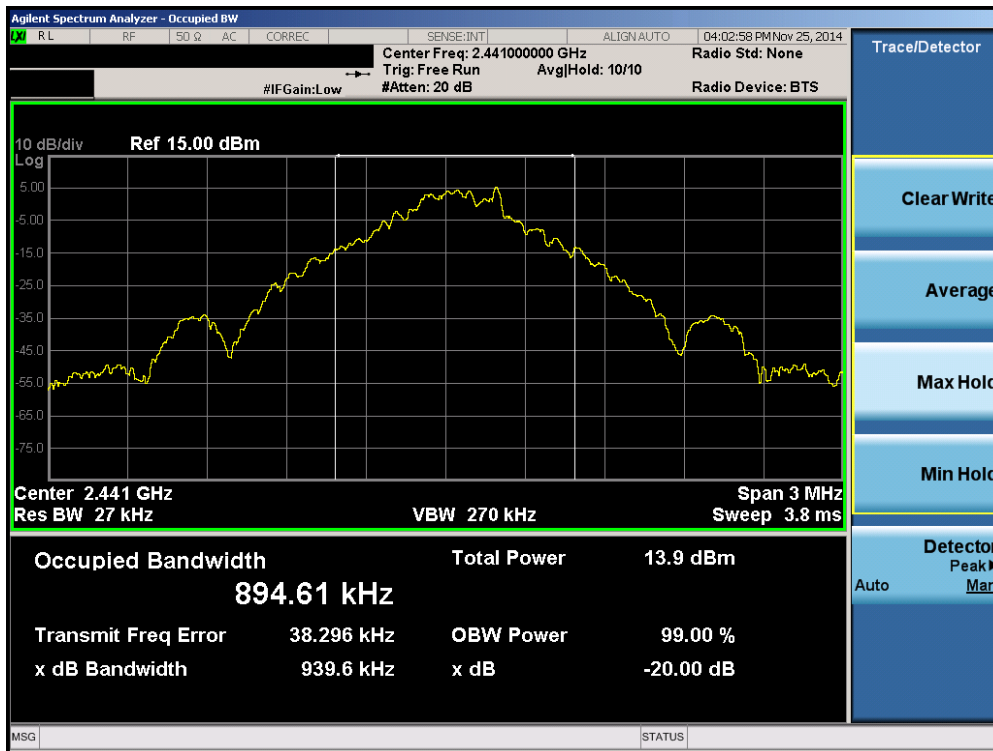 Agilent Spectrum Analyzer - Occupied BW
LXI RL RF 50 Ω AC CORREC SENSE:INT ALIGNAUTO 04:02:58 PM Nov 25, 2014
Center Freq: 2.441000000 GHz Radio Std: None
Trig: Free Run Avg|Hold: 10/10
#IFGain:Low #Atten: 20 dB Radio Device: BTS
10 dB/div Ref 15.00 dBm
Log
5.00
-5.00
-15.0
-25.0
-35.0
-45.0
-55.0
-65.0
-75.0
Center 2.441 GHz Span 3 MHz
Res BW 27 kHz VBW 270 kHz Sweep 3.8 ms
Occupied Bandwidth Total Power 13.9 dBm
894.61 kHz
Transmit Freq Error 38.296 kHz OBW Power 99.00 %
x dB Bandwidth 939.6 kHz x dB -20.00 dB
MSG STATUS
Trace/Detector
Clear Write
Average
Max Hold
Min Hold
Detector
Peak
Auto Man